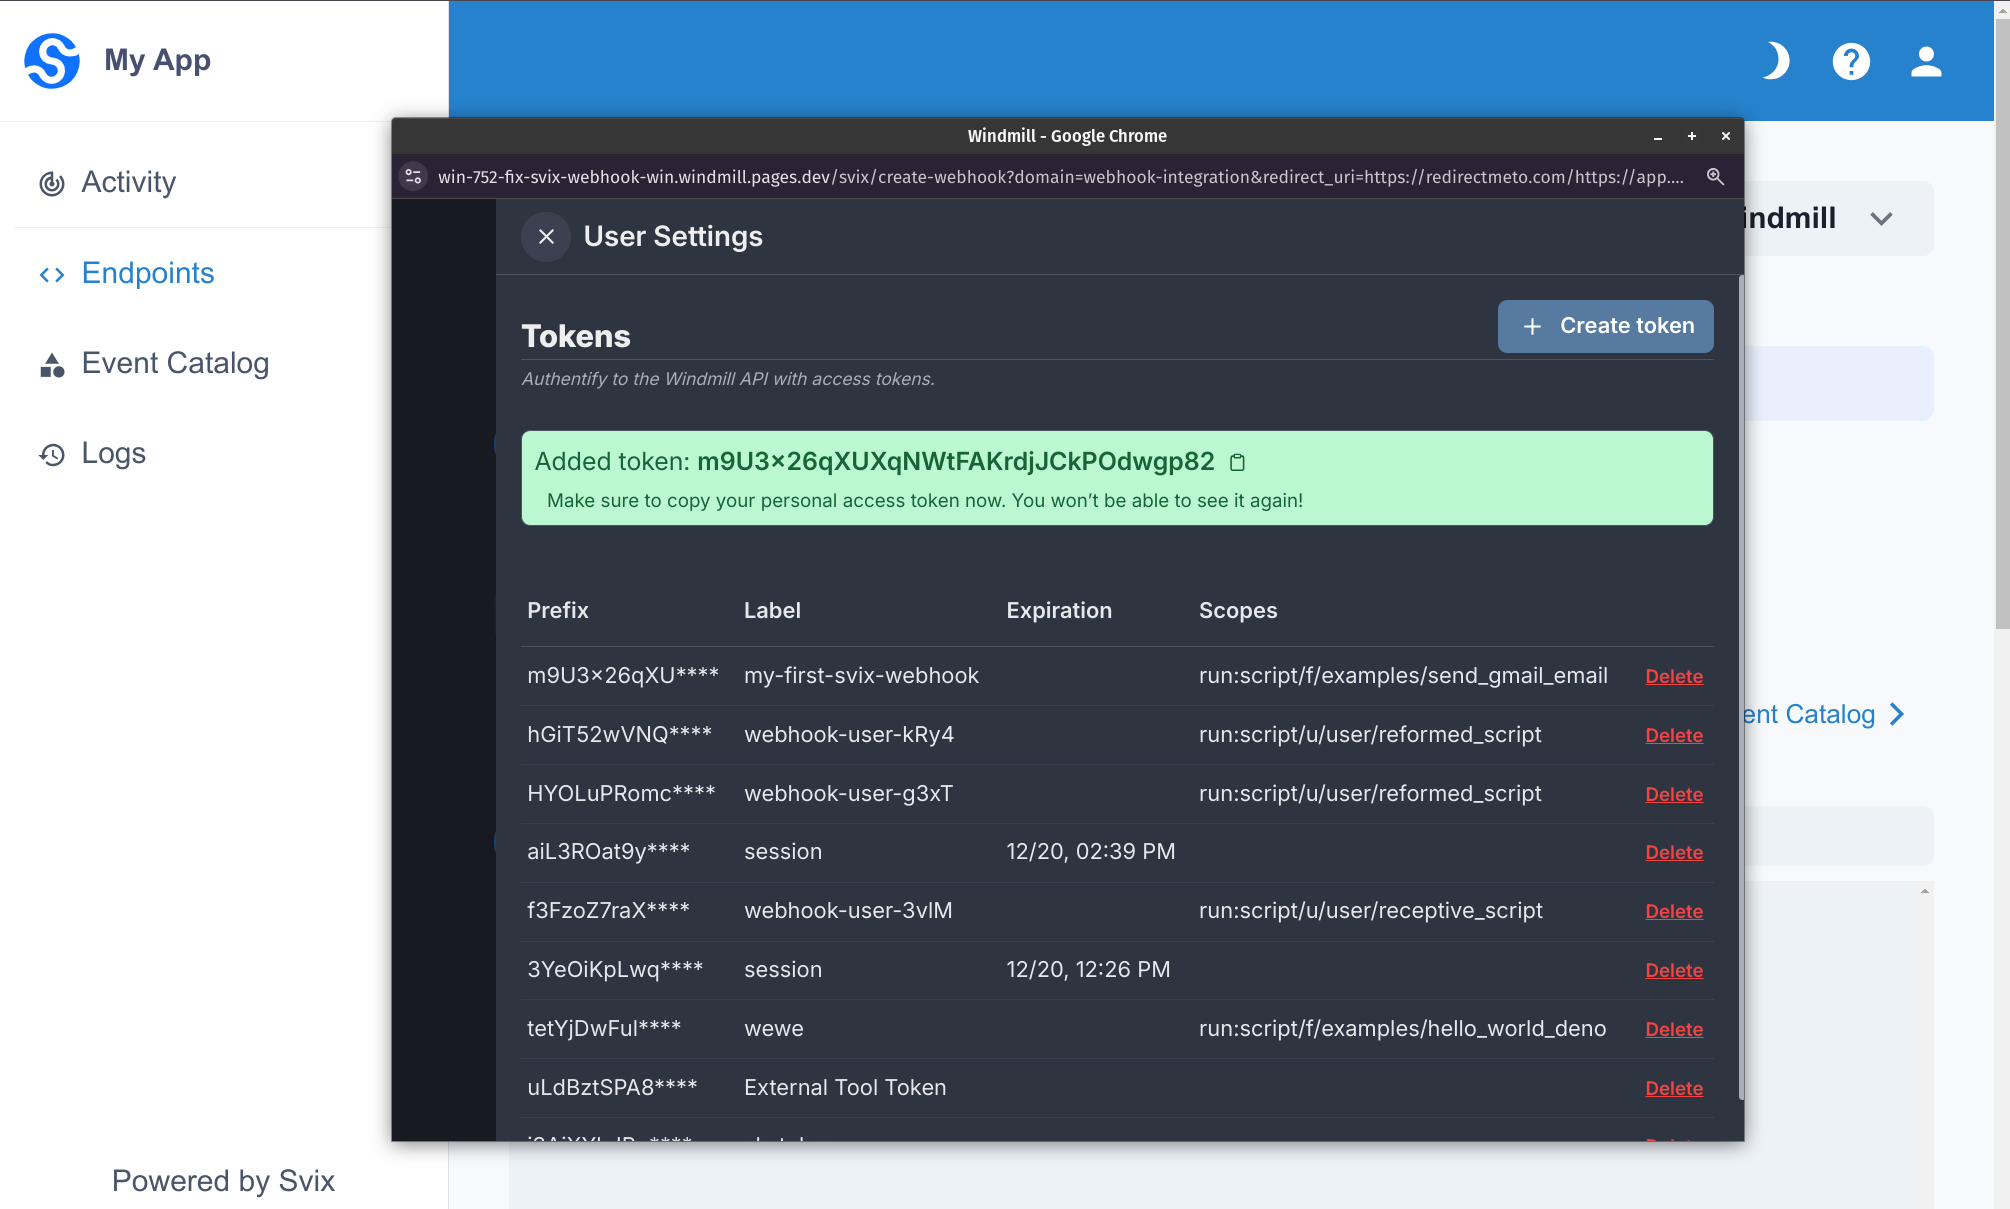 My App
Activity
Endpoints
Event Catalog
Logs
Powered by Svix
Windmill - Google Chrome
win-752-fix-svix-webhook-win.windmill.pages.dev/svix/create-webhook?domain=webhook-integration&redirect_uri=https://redirectmeto.com/https://app....
User Settings
Tokens
Create token
Authentify to the Windmill API with access tokens.
Added token: m9U3x26qXUXqNWtFAKrdjJCkPOdwgp82
Make sure to copy your personal access token now. You won't be able to see it again!
Prefix Label Expiration Scopes
m9U3x26qXU**** my-first-svix-webhook run:script/f/examples/send_gmail_email Delete
hGiT52wVNQ**** webhook-user-kRy4 run:script/u/user/reformed_script Delete
HYOLuPRomc**** webhook-user-g3xT run:script/u/user/reformed_script Delete
aiL3ROat9y**** session 12/20, 02:39 PM Delete
f3FzoZ7raX**** webhook-user-3vlM run:script/u/user/receptive_script Delete
3YeOiKpLwq**** session 12/20, 12:26 PM Delete
tetYjDwFul**** wewe run:script/f/examples/hello_world_deno Delete
uLdBztSPA8**** External Tool Token Delete
indmill
ent Catalog